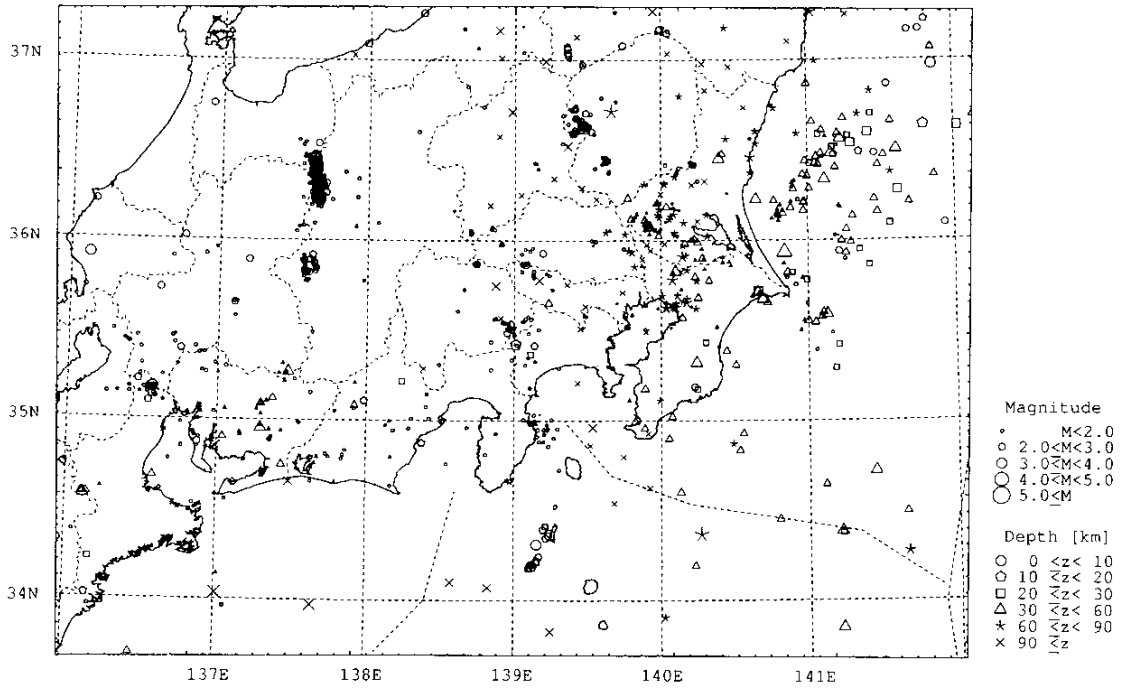 37N
36N
35N
34N
137E 138E 139E 140E 141E
Magnitude
M<2.0
2.0≤M<3.0
3.0≤M<4.0
4.0≤M<5.0
5.0≤M
Depth [km]
0 ≤z< 10
10 ≤z< 20
20 ≤z< 30
30 ≤z< 60
60 ≤z< 90
90 ≤z